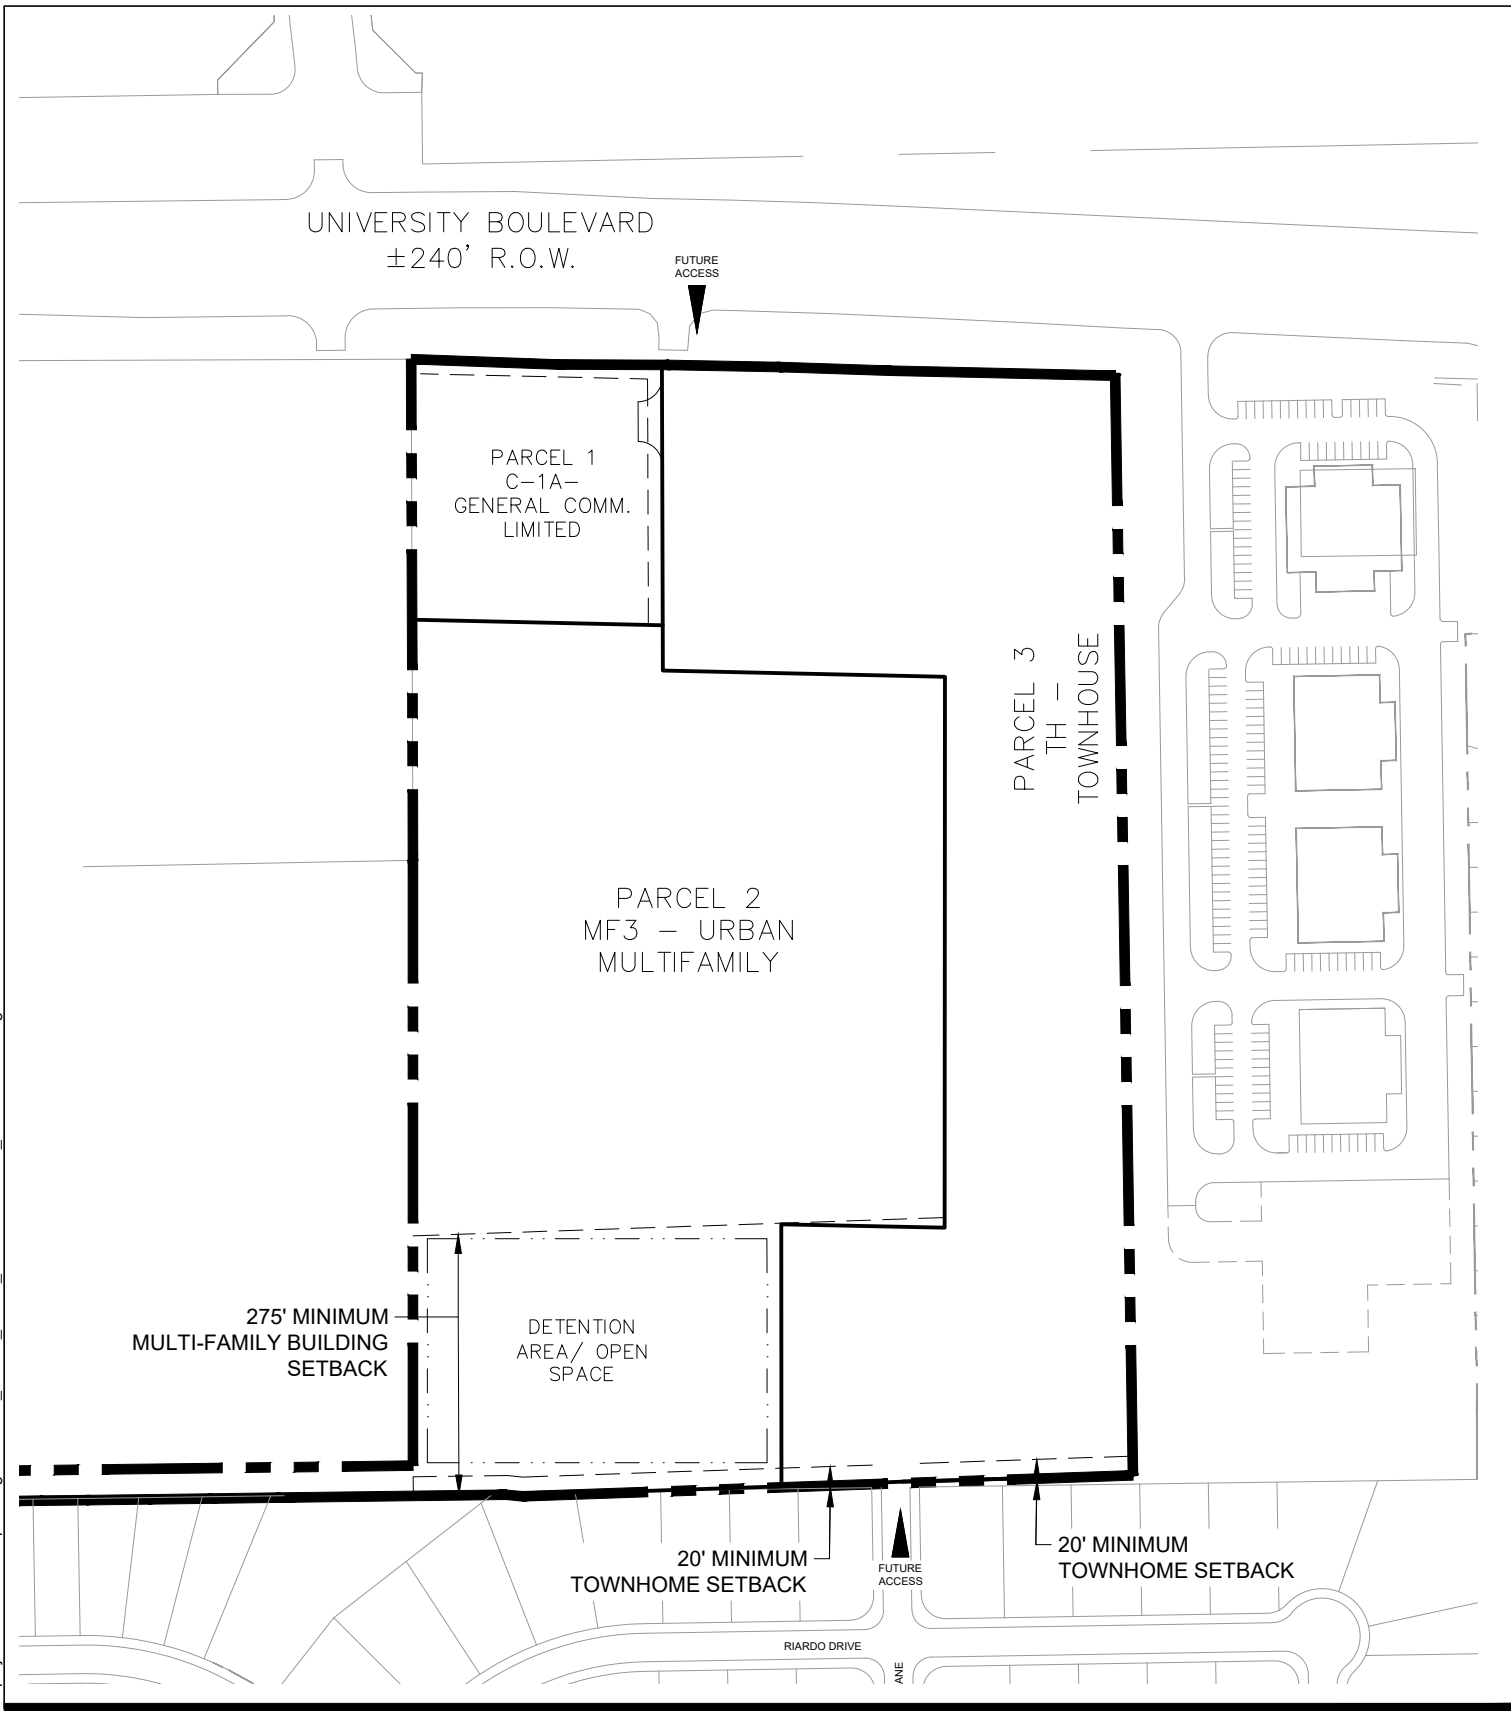 UNIVERSITY BOULEVARD
±240' R.O.W.
FUTURE
ACCESS
PARCEL 1
C-1A-
GENERAL COMM.
LIMITED
PARCEL 3
TH -
TOWNHOUSE
PARCEL 2
MF3 - URBAN
MULTIFAMILY
275' MINIMUM
MULTI-FAMILY BUILDING
SETBACK
DETENTION
AREA/ OPEN
SPACE
20' MINIMUM
TOWNHOME SETBACK
FUTURE
ACCESS
20' MINIMUM
TOWNHOME SETBACK
RIARDO DRIVE
ANE